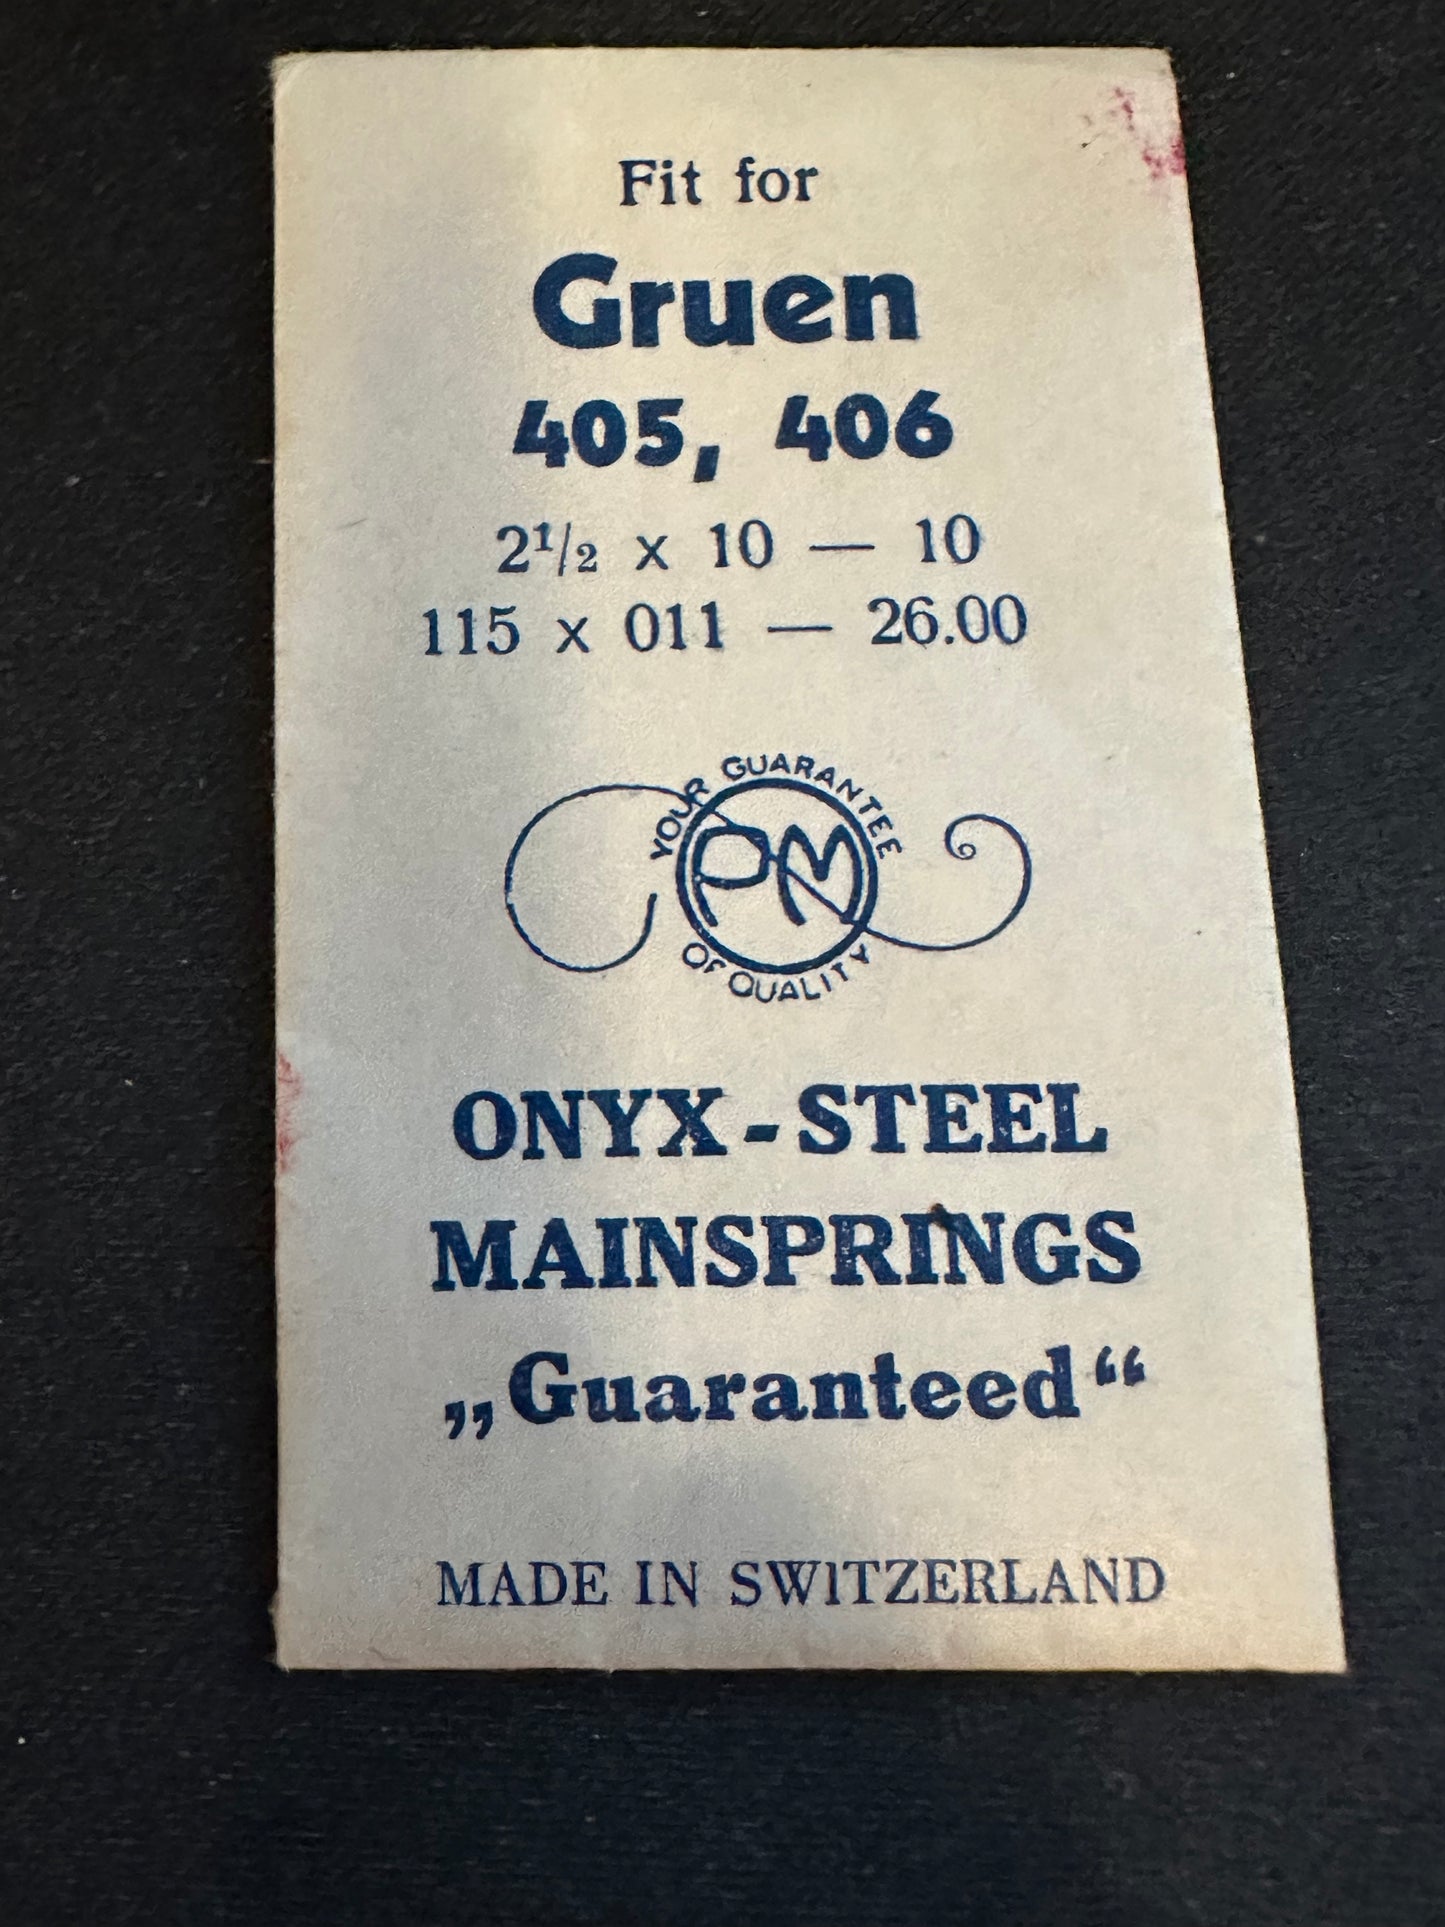 Fit for
Gruen
405, 406
2½ x 10 — 10
115 x 011 — 26.00
YOUR GUARANTEE
PM
OF QUALITY
ONYX-STEEL
MAINSPRINGS
„Guaranteed“
MADE IN SWITZERLAND